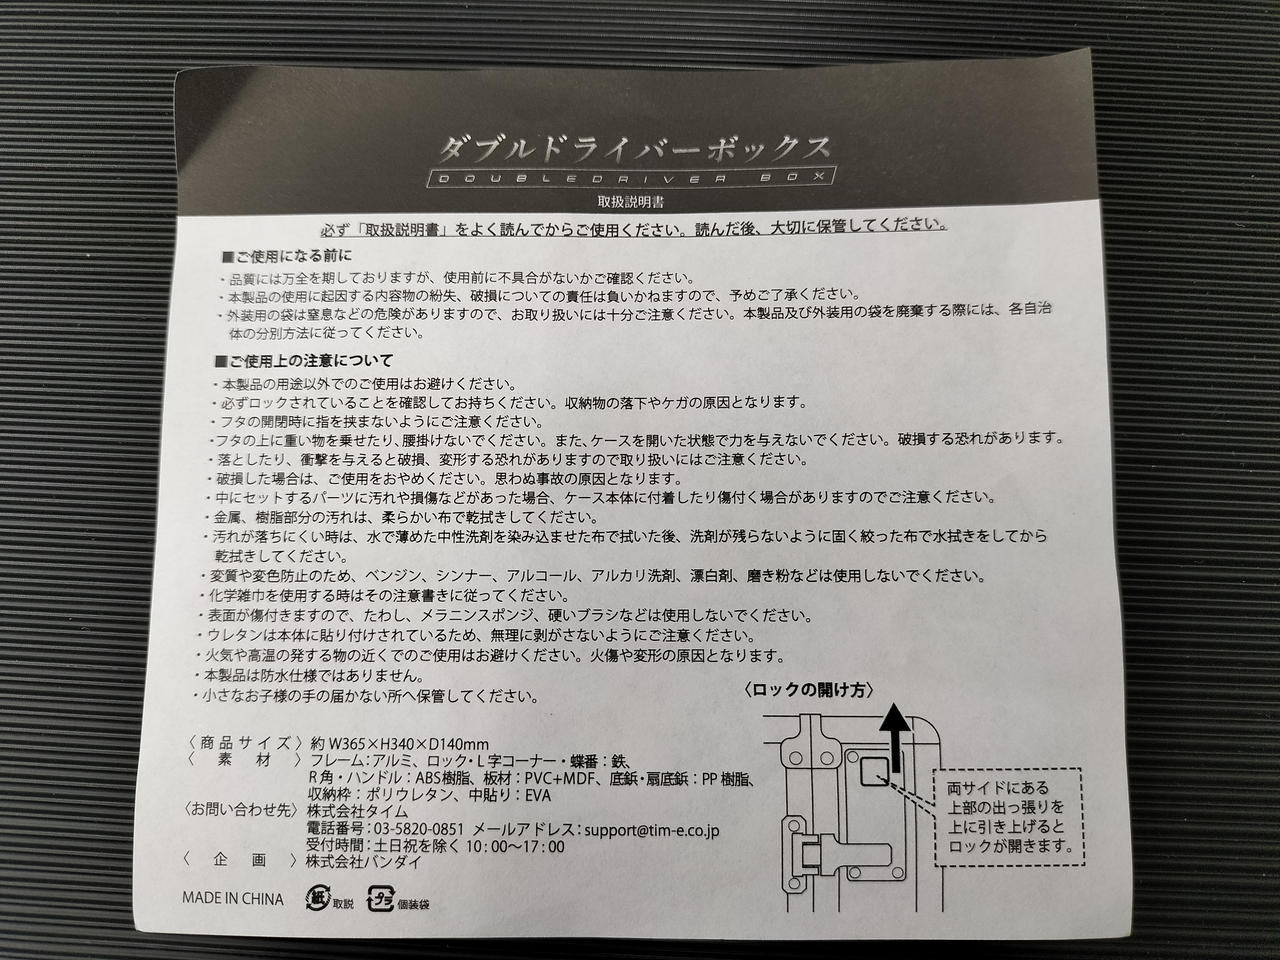 ダブルドライバーボックス
DOUBLEDRIVER BOX
取扱説明書
必ず「取扱説明書」をよく読んでからご使用ください。読んだ後、大切に保管してください。
■ご使用になる前に
・品質には万全を期しておりますが、使用前に不具合がないかご確認ください。
・本製品の使用に起因する内容物の紛失、破損についての責任は負いかねますので、予めご了承ください。
・外装用の袋は窒息などの危険がありますので、お取り扱いには十分ご注意ください。本製品及び外装用の袋を廃棄する際には、各自治
体の分別方法に従ってください。
■ご使用上の注意について
・本製品の用途以外でのご使用はお避けください。
・必ずロックされていることを確認してお持ちください。収納物の落下やケガの原因となります。
・フタの開閉時に指を挟まないようにご注意ください。
・フタの上に重い物を乗せたり、腰掛けないでください。また、ケースを開いた状態で力を与えないでください。破損する恐れがあります。
・落としたり、衝撃を与えると破損、変形する恐れがありますので取り扱いにはご注意ください。
・破損した場合は、ご使用をおやめください。思わぬ事故の原因となります。
・中にセットするパーツに汚れや損傷などがあった場合、ケース本体に付着したり傷付く場合がありますのでご注意ください。
・金属、樹脂部分の汚れは、柔らかい布で乾拭きしてください。
・汚れが落ちにくい時は、水で薄めた中性洗剤を染み込ませた布で拭いた後、洗剤が残らないように固く絞った布で水拭きをしてから
乾拭きしてください。
・変質や変色防止のため、ベンジン、シンナー、アルコール、アルカリ洗剤、漂白剤、磨き粉などは使用しないでください。
・化学雑巾を使用する時はその注意書きに従ってください。
・表面が傷付きますので、たわし、メラニンスポンジ、硬いブラシなどは使用しないでください。
・ウレタンは本体に貼り付けされているため、無理に剥がさないようにご注意ください。
・火気や高温の発する物の近くでのご使用はお避けください。火傷や変形の原因となります。
・本製品は防水仕様ではありません。
・小さなお子様の手の届かない所へ保管してください。
〈商品サイズ〉約 W365×H340×D140mm
〈素材〉フレーム：アルミ、ロック・L字コーナー・蝶番：鉄、
R角・ハンドル：ABS樹脂、板材：PVC+MDF、底鋲・扇底鋲：PP樹脂、
収納枠：ポリウレタン、中貼り：EVA
〈お問い合わせ先〉株式会社タイム
電話番号：03-5820-0851 メールアドレス：support@tim-e.co.jp
受付時間：土日祝を除く 10：00〜17：00
〈企画〉株式会社バンダイ
MADE IN CHINA 紙 取説 プラ 個装袋
〈ロックの開け方〉
両サイドにある
上部の出っ張りを
上に引き上げると
ロックが開きます。